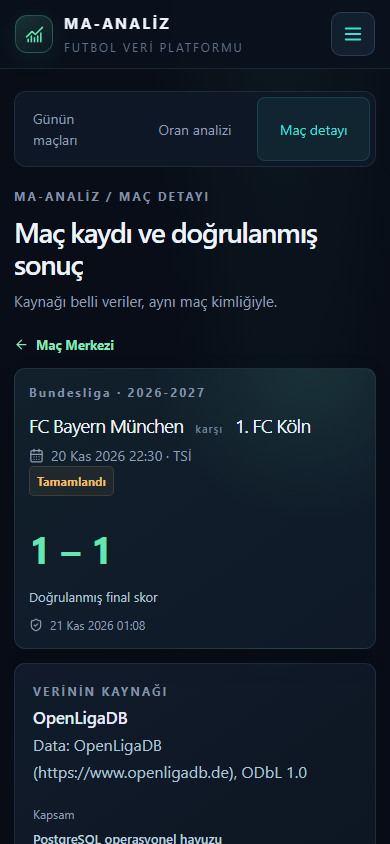 MA-ANALİZ
FUTBOL VERİ PLATFORMU
Günün
maçları
Oran analizi
Maç detayı
MA-ANALİZ / MAÇ DETAYI
Maç kaydı ve doğrulanmış
sonuç
Kaynağı belli veriler, aynı maç kimliğiyle.
← Maç Merkezi
Bundesliga · 2026-2027
FC Bayern München karşı 1. FC Köln
20 Kas 2026 22:30 · TSİ
Tamamlandı
1 – 1
Doğrulanmış final skor
21 Kas 2026 01:08
VERİNİN KAYNAĞI
OpenLigaDB
Data: OpenLigaDB
(https://www.openligadb.de), ODbL 1.0
Kapsam
PostgreSQL operasyonel havuzu